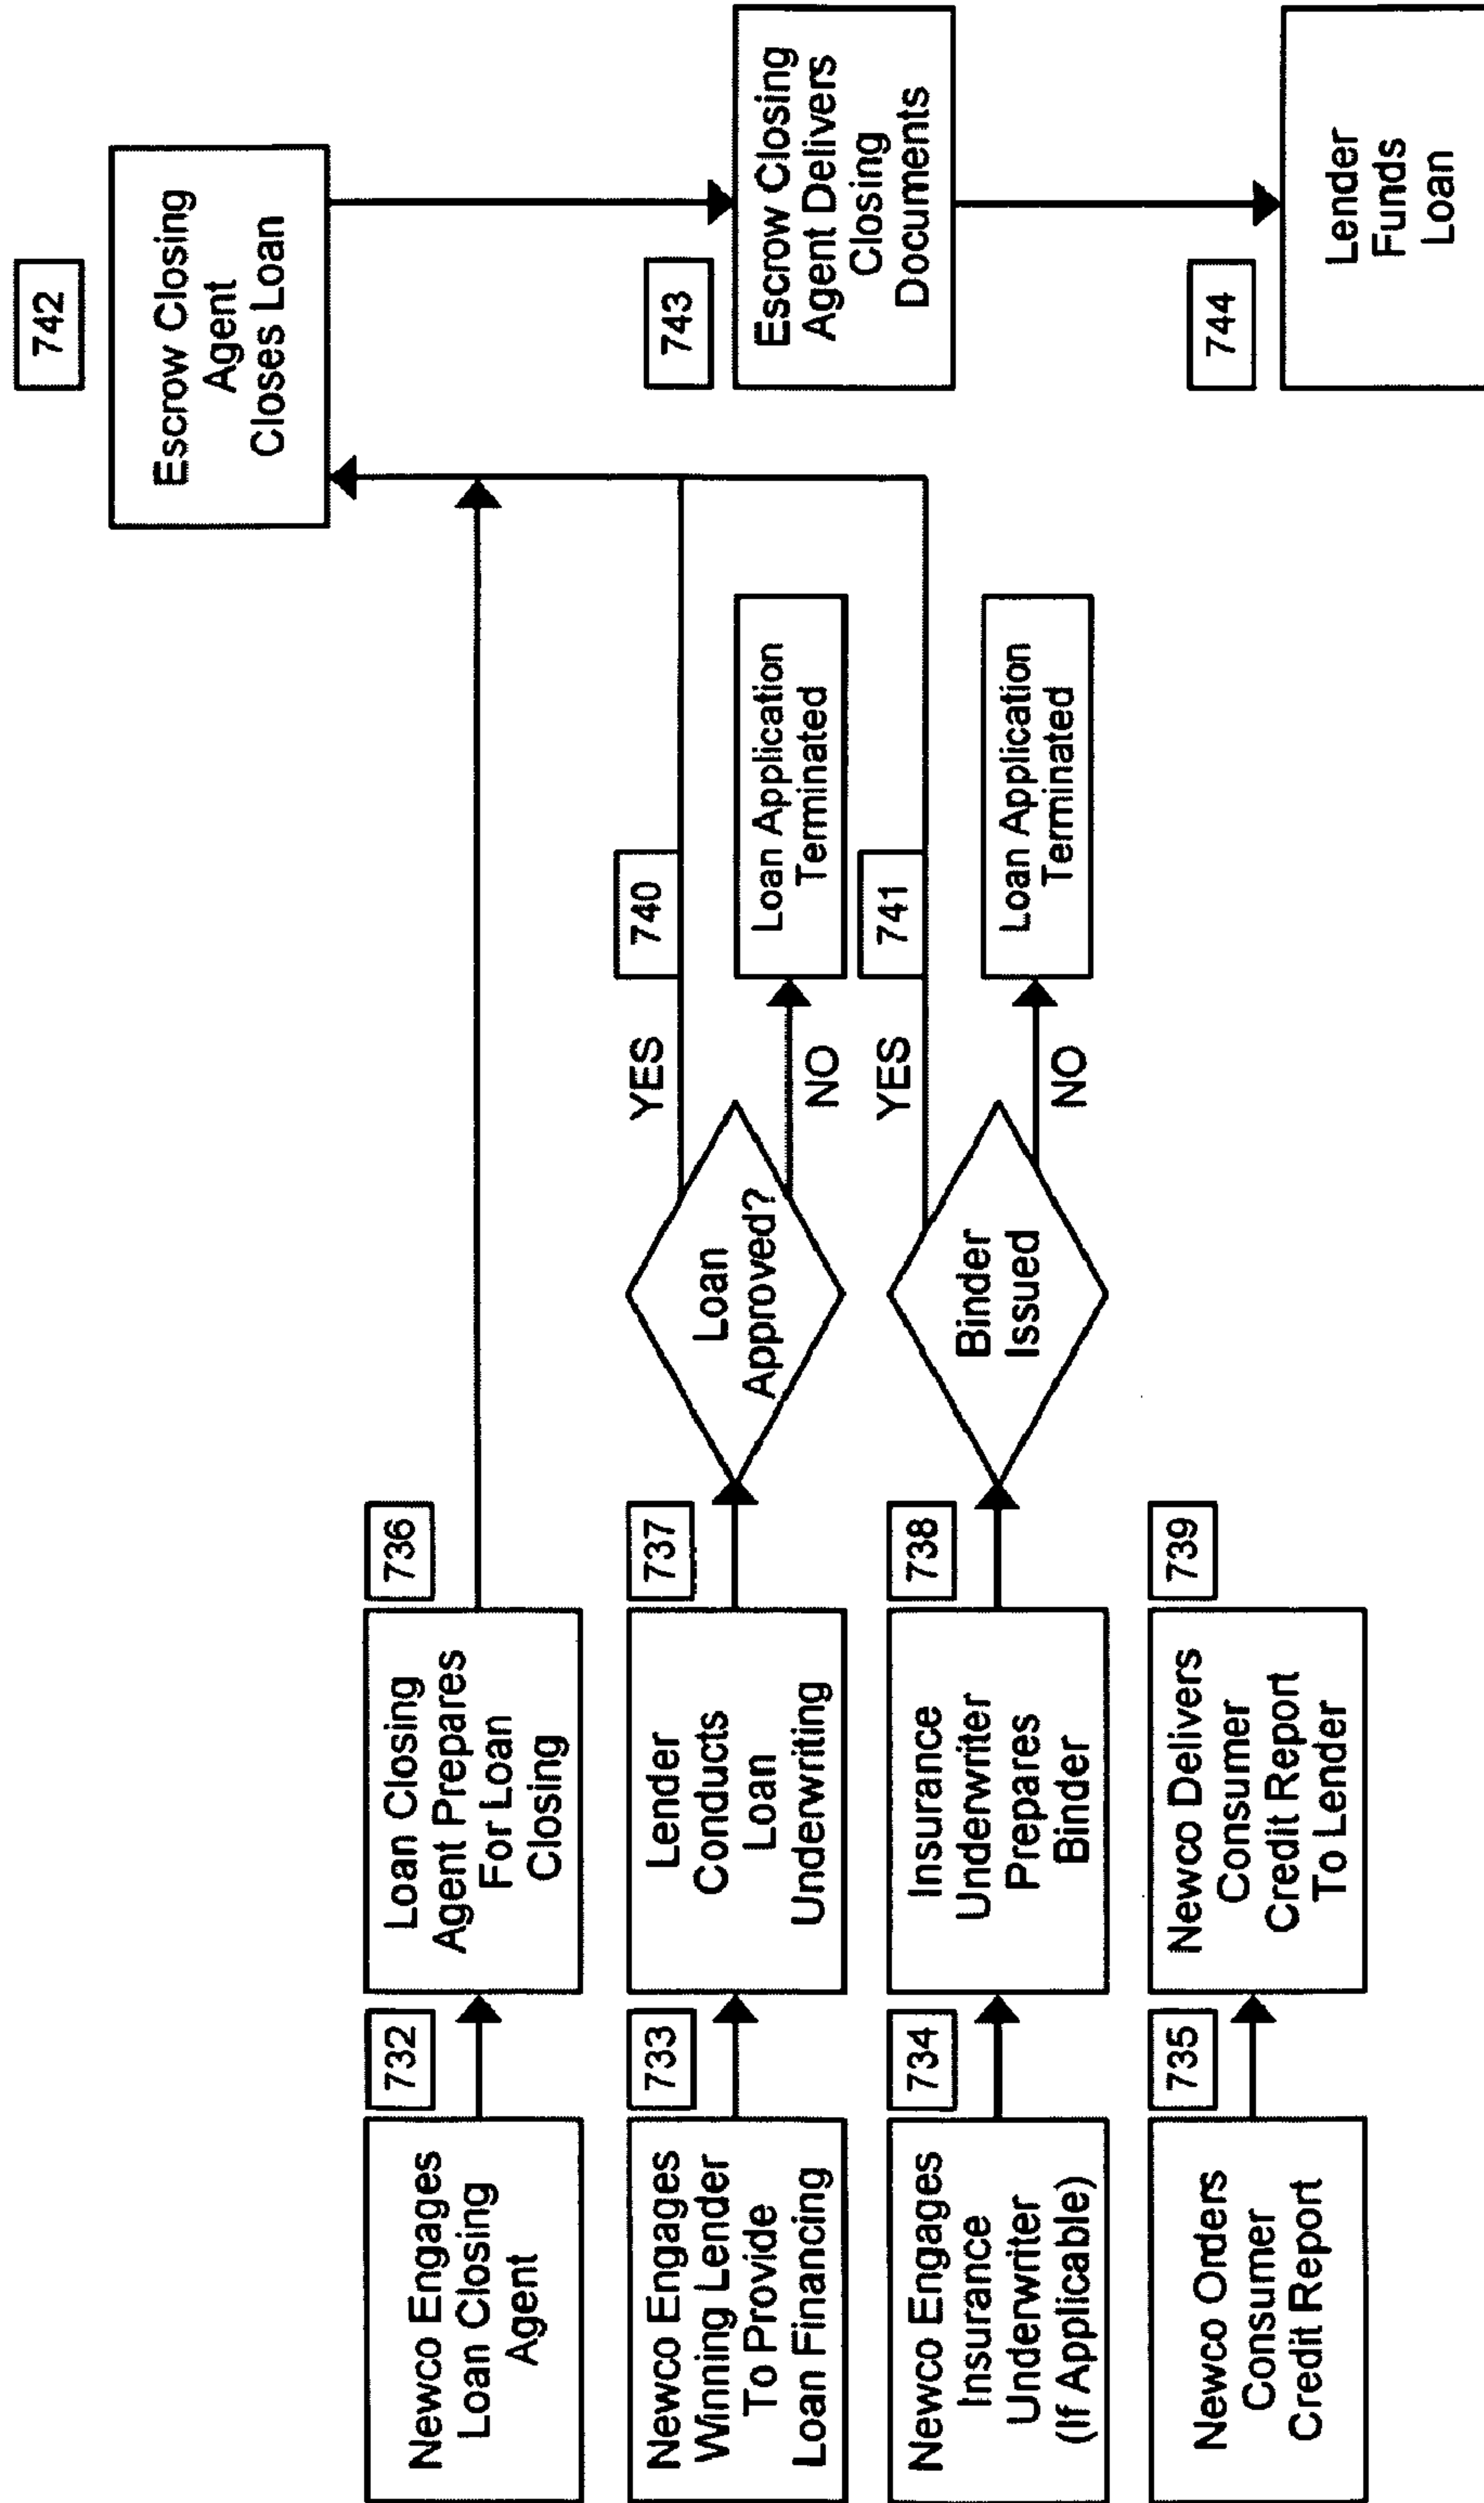 742
Escrow Closing
Agent
Closes Loan
732
Newco Engages
Loan Closing
Agent
736
Loan Closing
Agent Prepares
For Loan
Closing
733
Newco Engages
Winning Lender
To Provide
Loan Financing
737
Lender
Conducts
Loan
Underwriting
Loan
Approved?
YES
740
NO
Loan Application
Terminated
743
Escrow Closing
Agent Delivers
Closing
Documents
734
Newco Engages
Insurance
Underwriter
(If Applicable)
738
Insurance
Underwriter
Prepares
Binder
Binder
Issued
YES
741
NO
Loan Application
Terminated
735
Newco Orders
Consumer
Credit Report
739
Newco Delivers
Consumer
Credit Report
To Lender
744
Lender
Funds
Loan